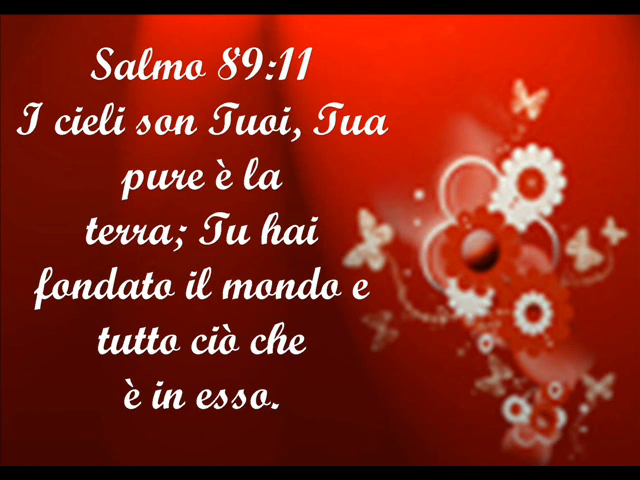 Salmo 89:11
I cieli son Tuoi, Tua
pure è la
terra; Tu hai
fondato il mondo e
tutto ciò che
è in esso.